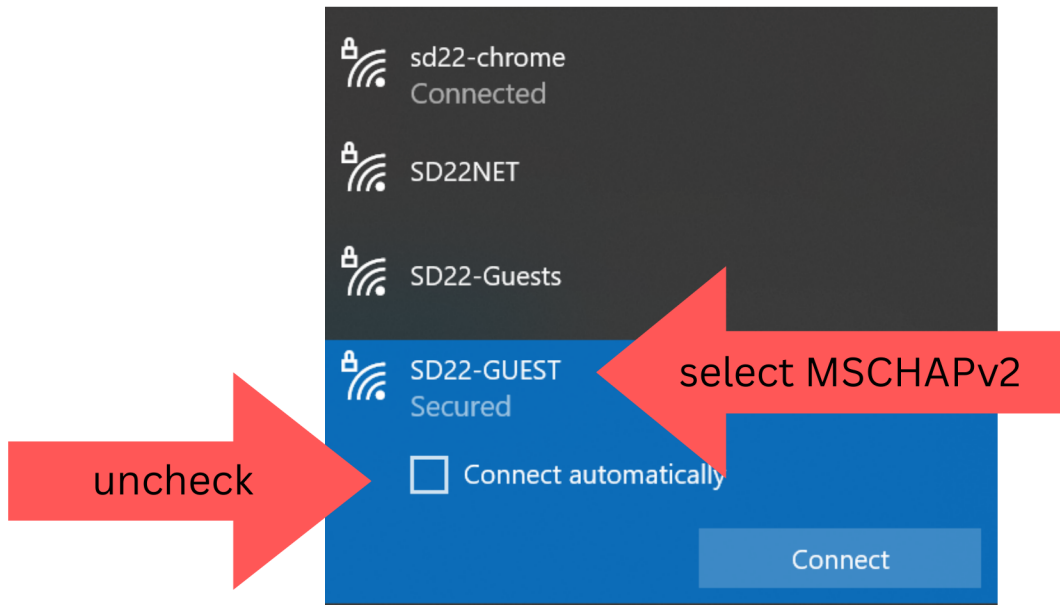 sd22-chrome
Connected
SD22NET
SD22-Guests
SD22-GUEST
Secured
select MSCHAPv2
uncheck
Connect automatically
Connect